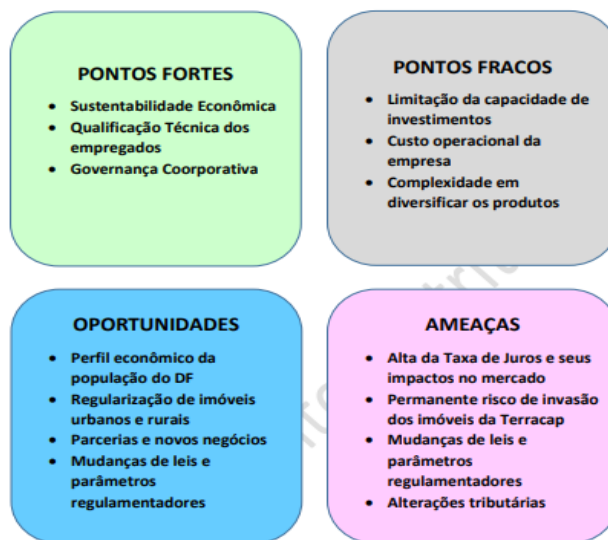 PONTOS FORTES
• Sustentabilidade Econômica
• Qualificação Técnica dos
empregados
• Governança Coorporativa
PONTOS FRACOS
• Limitação da capacidade de
investimentos
• Custo operacional da
empresa
• Complexidade em
diversificar os produtos
OPORTUNIDADES
• Perfil econômico da
população do DF
• Regularização de imóveis
urbanos e rurais
• Parcerias e novos negócios
• Mudanças de leis e
parâmetros
regulamentadores
AMEAÇAS
• Alta da Taxa de Juros e seus
impactos no mercado
• Permanente risco de invasão
dos imóveis da Terracap
• Mudanças de leis e
parâmetros
regulamentadores
• Alterações tributárias